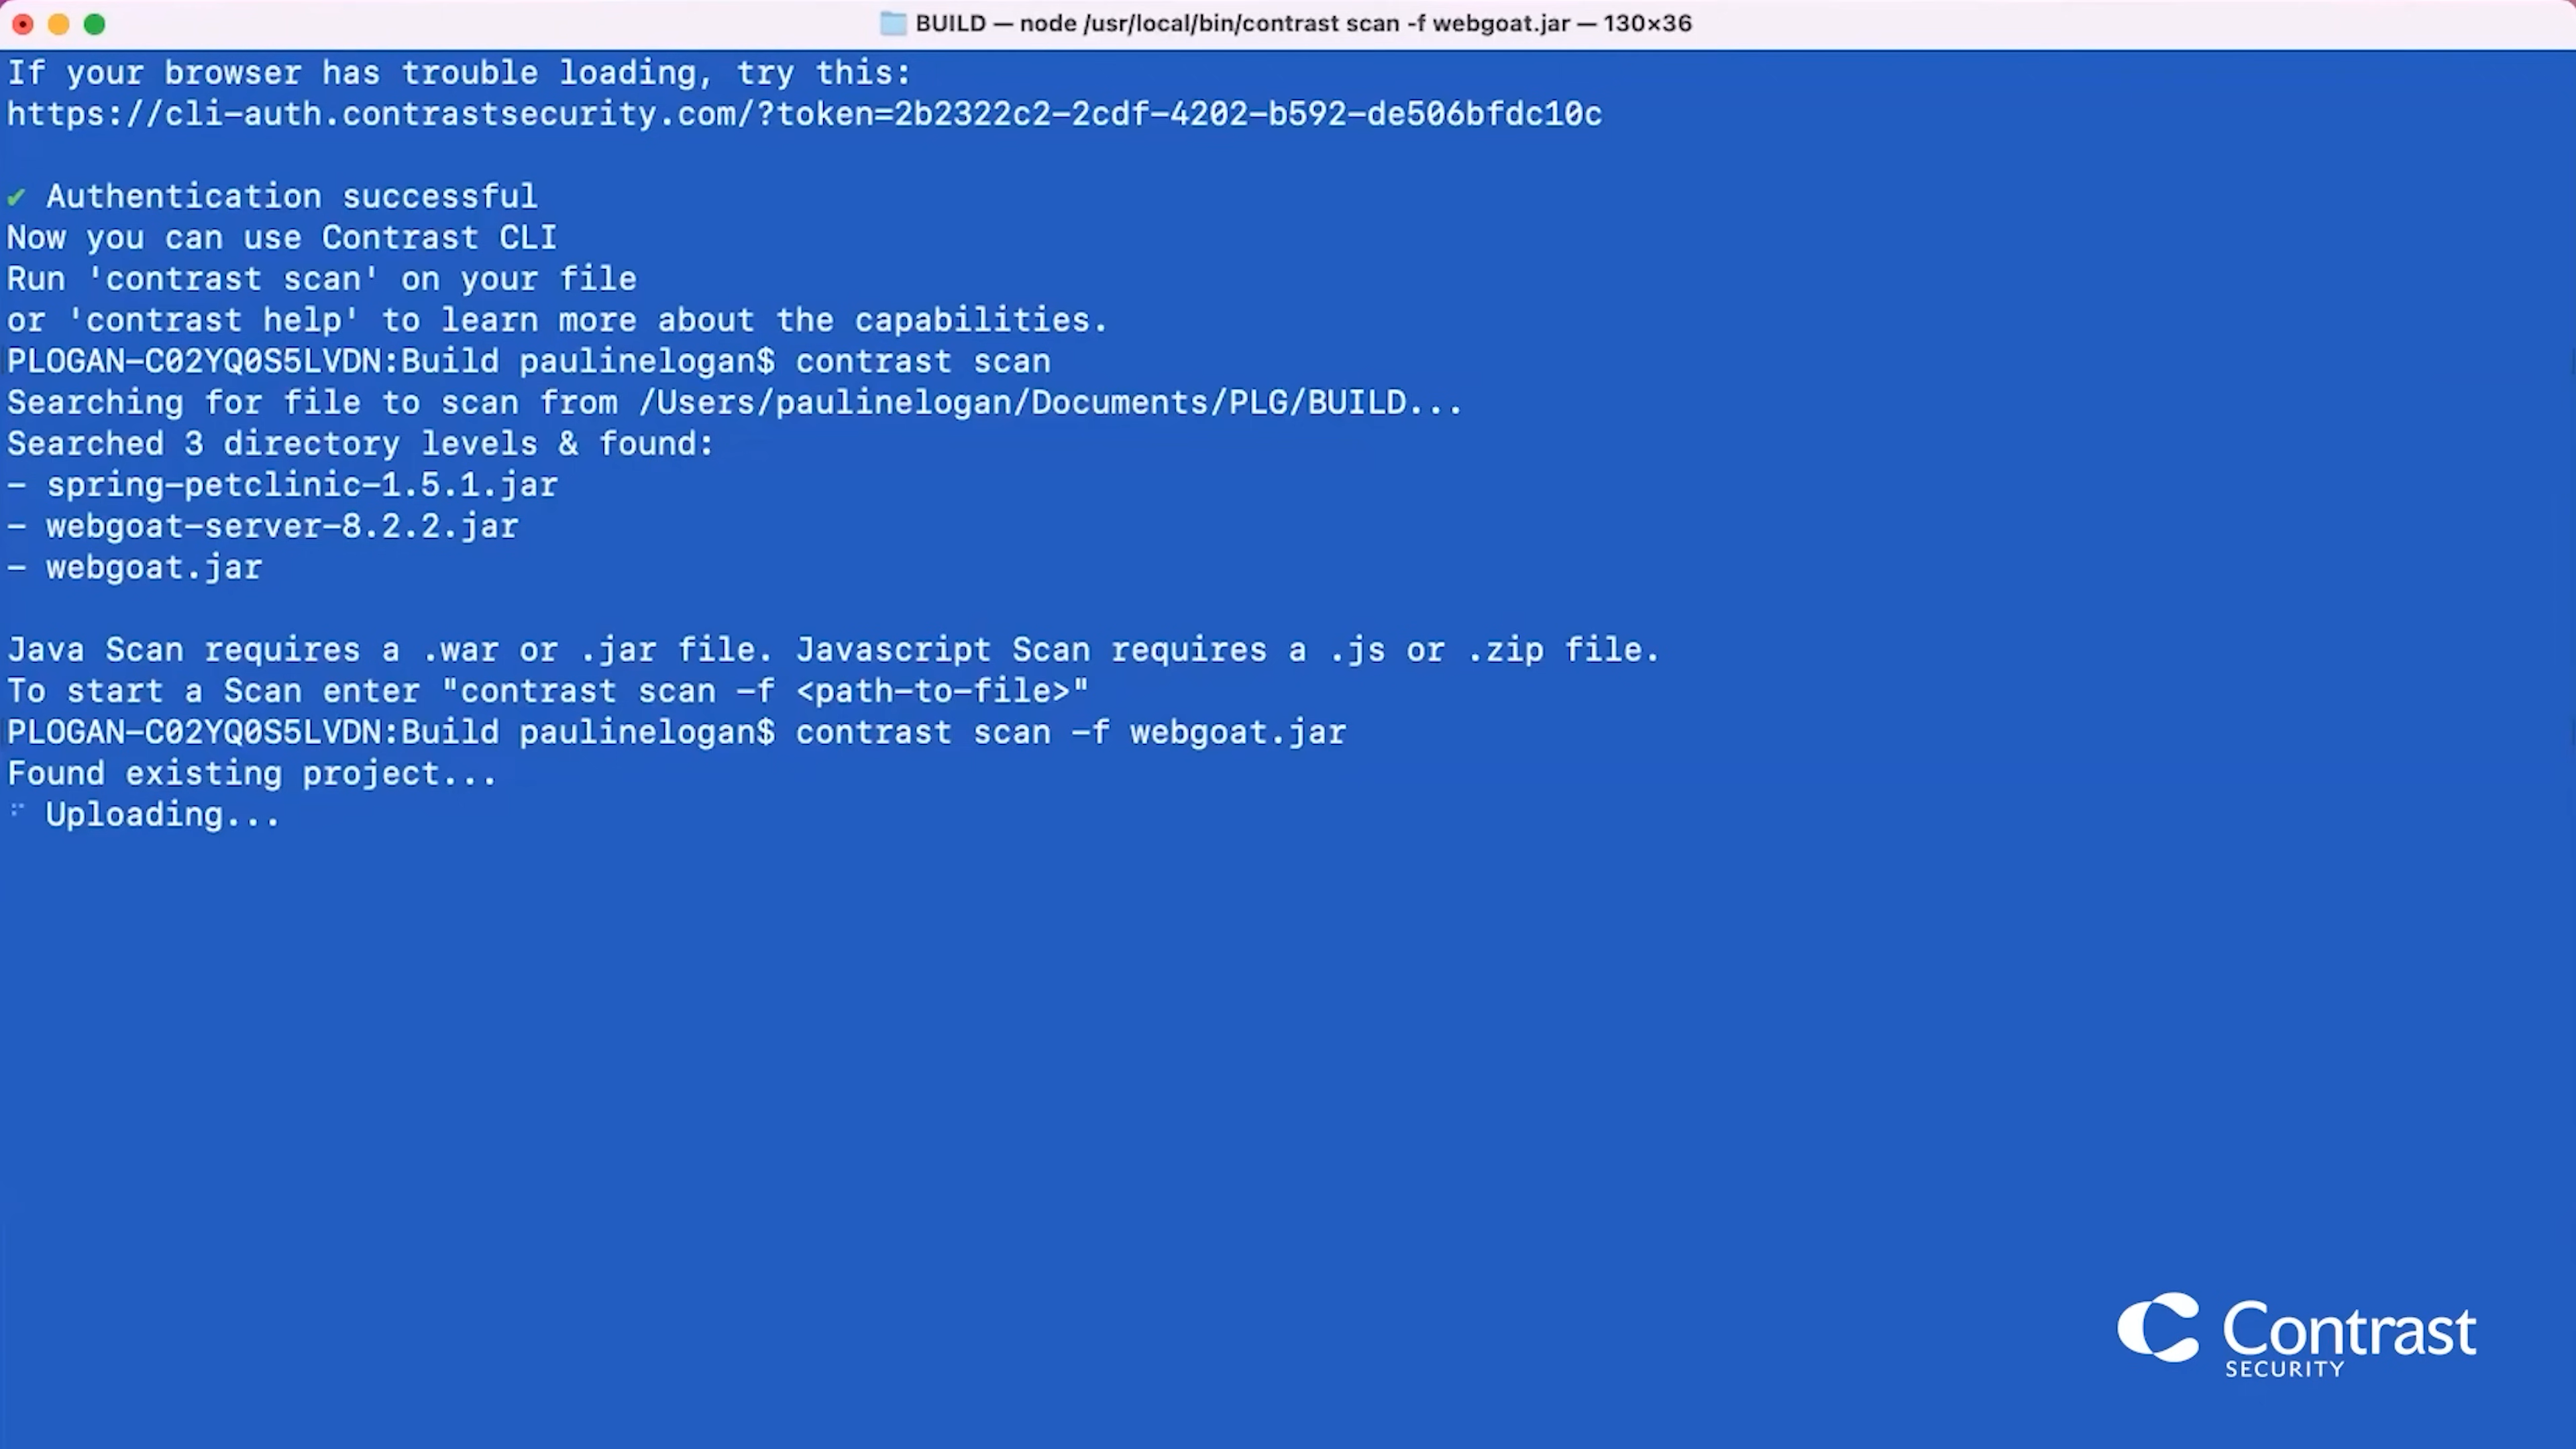 BUILD — node /usr/local/bin/contrast scan -f webgoat.jar — 130×36
If your browser has trouble loading, try this:
https://cli-auth.contrastsecurity.com/?token=2b2322c2-2cdf-4202-b592-de506bfdc10c
✔ Authentication successful
Now you can use Contrast CLI
Run 'contrast scan' on your file
or 'contrast help' to learn more about the capabilities.
PLOGAN-C02YQ0S5LVDN:Build paulinelogan$ contrast scan
Searching for file to scan from /Users/paulinelogan/Documents/PLG/BUILD...
Searched 3 directory levels & found:
- spring-petclinic-1.5.1.jar
- webgoat-server-8.2.2.jar
- webgoat.jar
Java Scan requires a .war or .jar file. Javascript Scan requires a .js or .zip file.
To start a Scan enter "contrast scan -f <path-to-file>"
PLOGAN-C02YQ0S5LVDN:Build paulinelogan$ contrast scan -f webgoat.jar
Found existing project...
Uploading...
Contrast
SECURITY